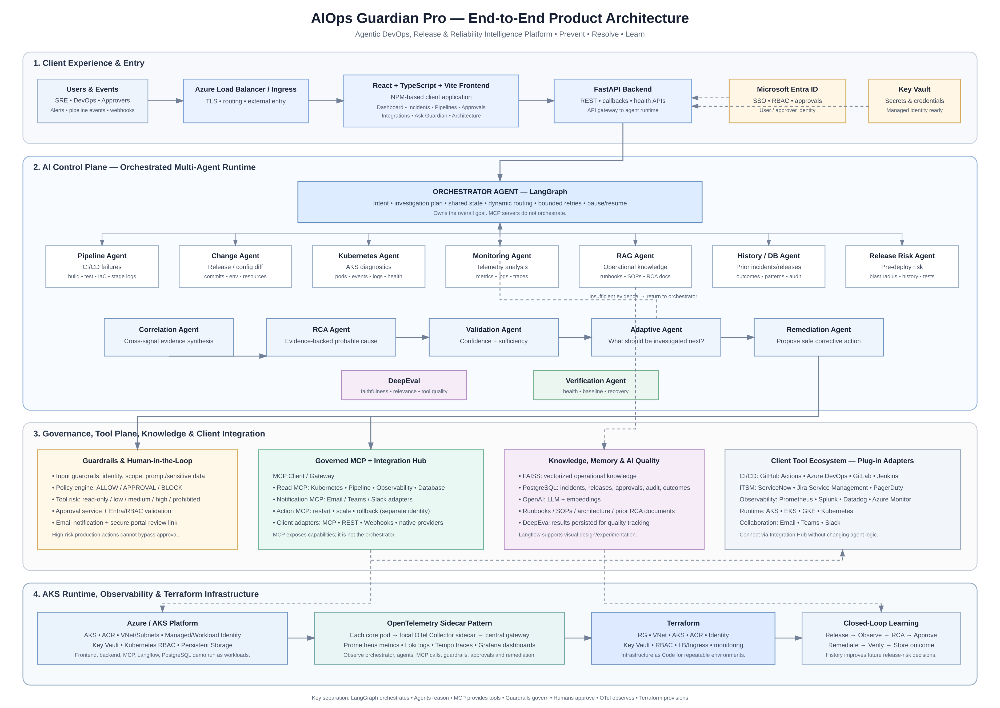 AIOps Guardian Pro — End-to-End Product Architecture
Agentic DevOps, Release & Reliability Intelligence Platform • Prevent • Resolve • Learn
1. Client Experience & Entry
Users & Events
SRE • DevOps • Approvers
Alerts • pipeline events • webhooks
Azure Load Balancer / Ingress
TLS • routing • external entry
React + TypeScript + Vite Frontend
NPM-based client application
Dashboard • Incidents • Pipelines • Approvals
Integrations • Ask Guardian • Architecture
FastAPI Backend
REST • callbacks • health APIs
API gateway to agent runtime
Microsoft Entra ID
SSO • RBAC • approvals
User / approver identity
Key Vault
Secrets & credentials
Managed identity ready
2. AI Control Plane — Orchestrated Multi-Agent Runtime
ORCHESTRATOR AGENT — LangGraph
Intent • investigation plan • shared state • dynamic routing • bounded retries • pause/resume
Owns the overall goal. MCP servers do not orchestrate.
Pipeline Agent
CI/CD failures
build • test • IaC • stage logs
Change Agent
Release / config diff
commits • env • resources
Kubernetes Agent
AKS diagnostics
pods • events • logs • health
Monitoring Agent
Telemetry analysis
metrics • logs • traces
RAG Agent
Operational knowledge
runbooks • SOPs • RCA docs
History / DB Agent
Prior incidents/releases
outcomes • patterns • audit
Release Risk Agent
Pre-deploy risk
blast radius • history • tests
insufficient evidence → return to orchestrator
Correlation Agent
Cross-signal evidence synthesis
RCA Agent
Evidence-backed probable cause
Validation Agent
Confidence + sufficiency
Adaptive Agent
What should be investigated next?
Remediation Agent
Propose safe corrective action
DeepEval
faithfulness • relevance • tool quality
Verification Agent
health • baseline • recovery
3. Governance, Tool Plane, Knowledge & Client Integration
Guardrails & Human-in-the-Loop
• Input guardrails: identity, scope, prompt/sensitive data
• Policy engine: ALLOW / APPROVAL / BLOCK
• Tool risk: read-only / low / medium / high / prohibited
• Approval service + Entra/RBAC validation
• Email notification + secure portal review link
High-risk production actions cannot bypass approval.
Governed MCP + Integration Hub
MCP Client / Gateway
• Read MCP: Kubernetes • Pipeline • Observability • Database
• Notification MCP: Email / Teams / Slack adapters
• Action MCP: restart • scale • rollback (separate identity)
• Client adapters: MCP • REST • Webhooks • native providers
MCP exposes capabilities; it is not the orchestrator.
Knowledge, Memory & AI Quality
• FAISS: vectorized operational knowledge
• PostgreSQL: incidents, releases, approvals, audit, outcomes
• OpenAI: LLM + embeddings
• Runbooks / SOPs / architecture / prior RCA documents
• DeepEval results persisted for quality tracking
Langflow supports visual design/experimentation.
Client Tool Ecosystem — Plug-in Adapters
CI/CD: GitHub Actions • Azure DevOps • GitLab • Jenkins
ITSM: ServiceNow • Jira Service Management • PagerDuty
Observability: Prometheus • Splunk • Datadog • Azure Monitor
Runtime: AKS • EKS • GKE • Kubernetes
Collaboration: Email • Teams • Slack
Connect via Integration Hub without changing agent logic.
4. AKS Runtime, Observability & Terraform Infrastructure
Azure / AKS Platform
AKS • ACR • VNet/Subnets • Managed/Workload Identity
Key Vault • Kubernetes RBAC • Persistent Storage
Frontend, backend, MCP, Langflow, PostgreSQL demo run as workloads.
OpenTelemetry Sidecar Pattern
Each core pod → local OTel Collector sidecar → central gateway
Prometheus metrics • Loki logs • Tempo traces • Grafana dashboards
Observe orchestrator, agents, MCP calls, guardrails, approvals and remediation.
Terraform
RG • VNet • AKS • ACR • Identity
Key Vault • RBAC • LB/Ingress • monitoring
Infrastructure as Code for repeatable environments.
Closed-Loop Learning
Release → Observe → RCA → Approve
Remediate → Verify → Store outcome
History improves future release-risk decisions.
Key separation: LangGraph orchestrates • Agents reason • MCP provides tools • Guardrails govern • Humans approve • OTel observes • Terraform provisions